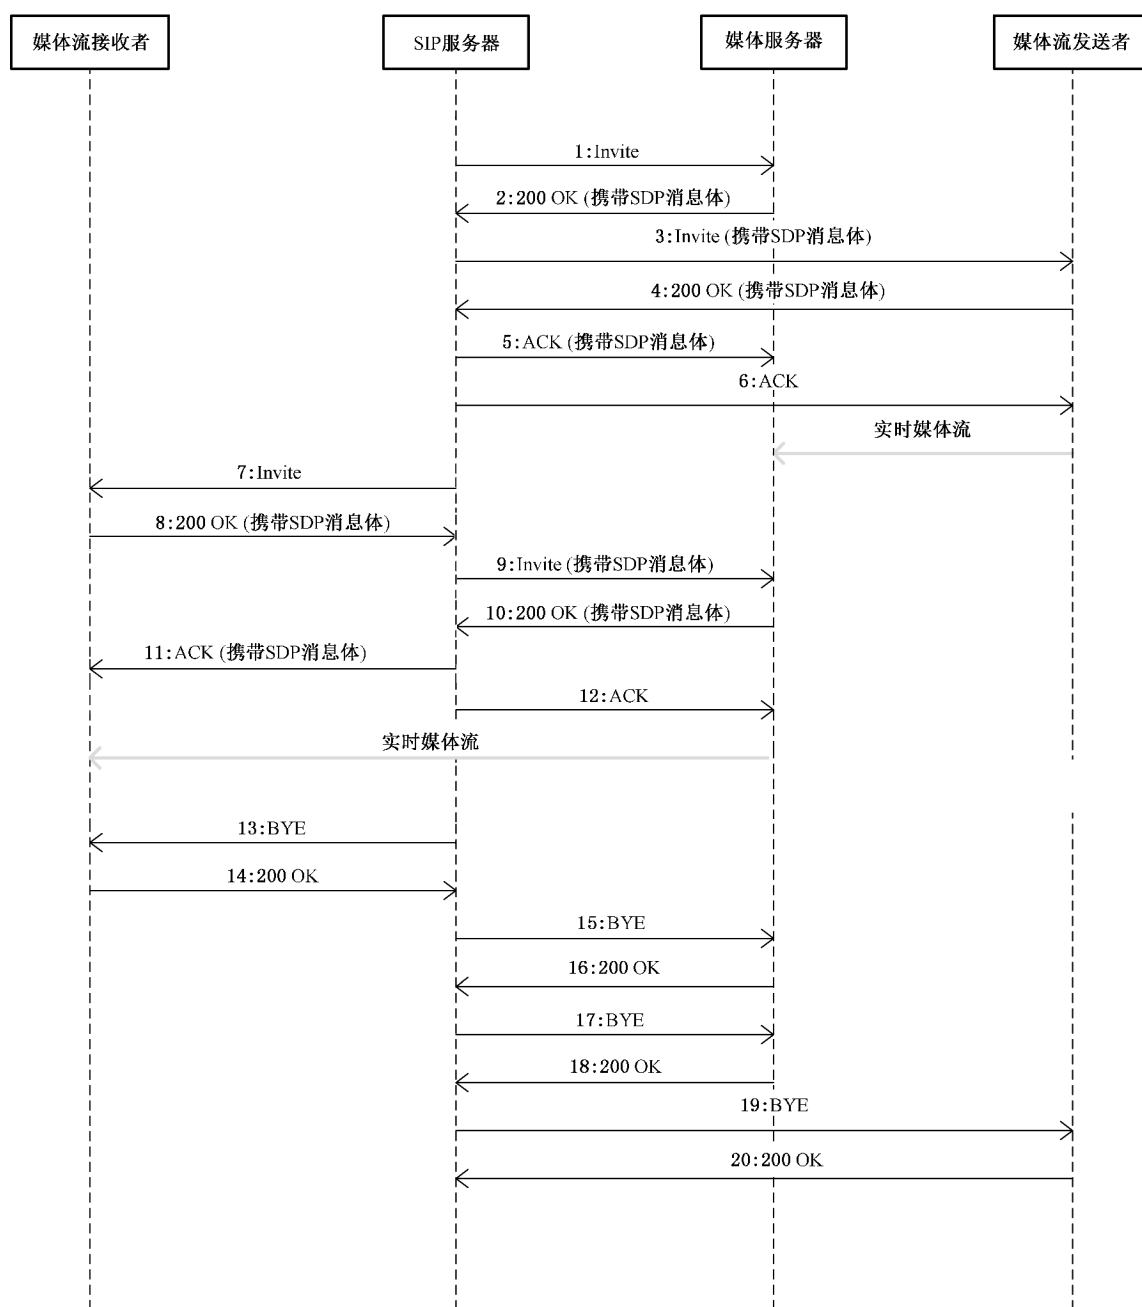 媒体流接收者
SIP服务器
媒体服务器
媒体流发送者
1:Invite
2:200 OK (携带SDP消息体)
3:Invite (携带SDP消息体)
4:200 OK (携带SDP消息体)
5:ACK (携带SDP消息体)
6:ACK
实时媒体流
7:Invite
8:200 OK (携带SDP消息体)
9:Invite (携带SDP消息体)
10:200 OK (携带SDP消息体)
11:ACK (携带SDP消息体)
12:ACK
实时媒体流
13:BYE
14:200 OK
15:BYE
16:200 OK
17:BYE
18:200 OK
19:BYE
20:200 OK